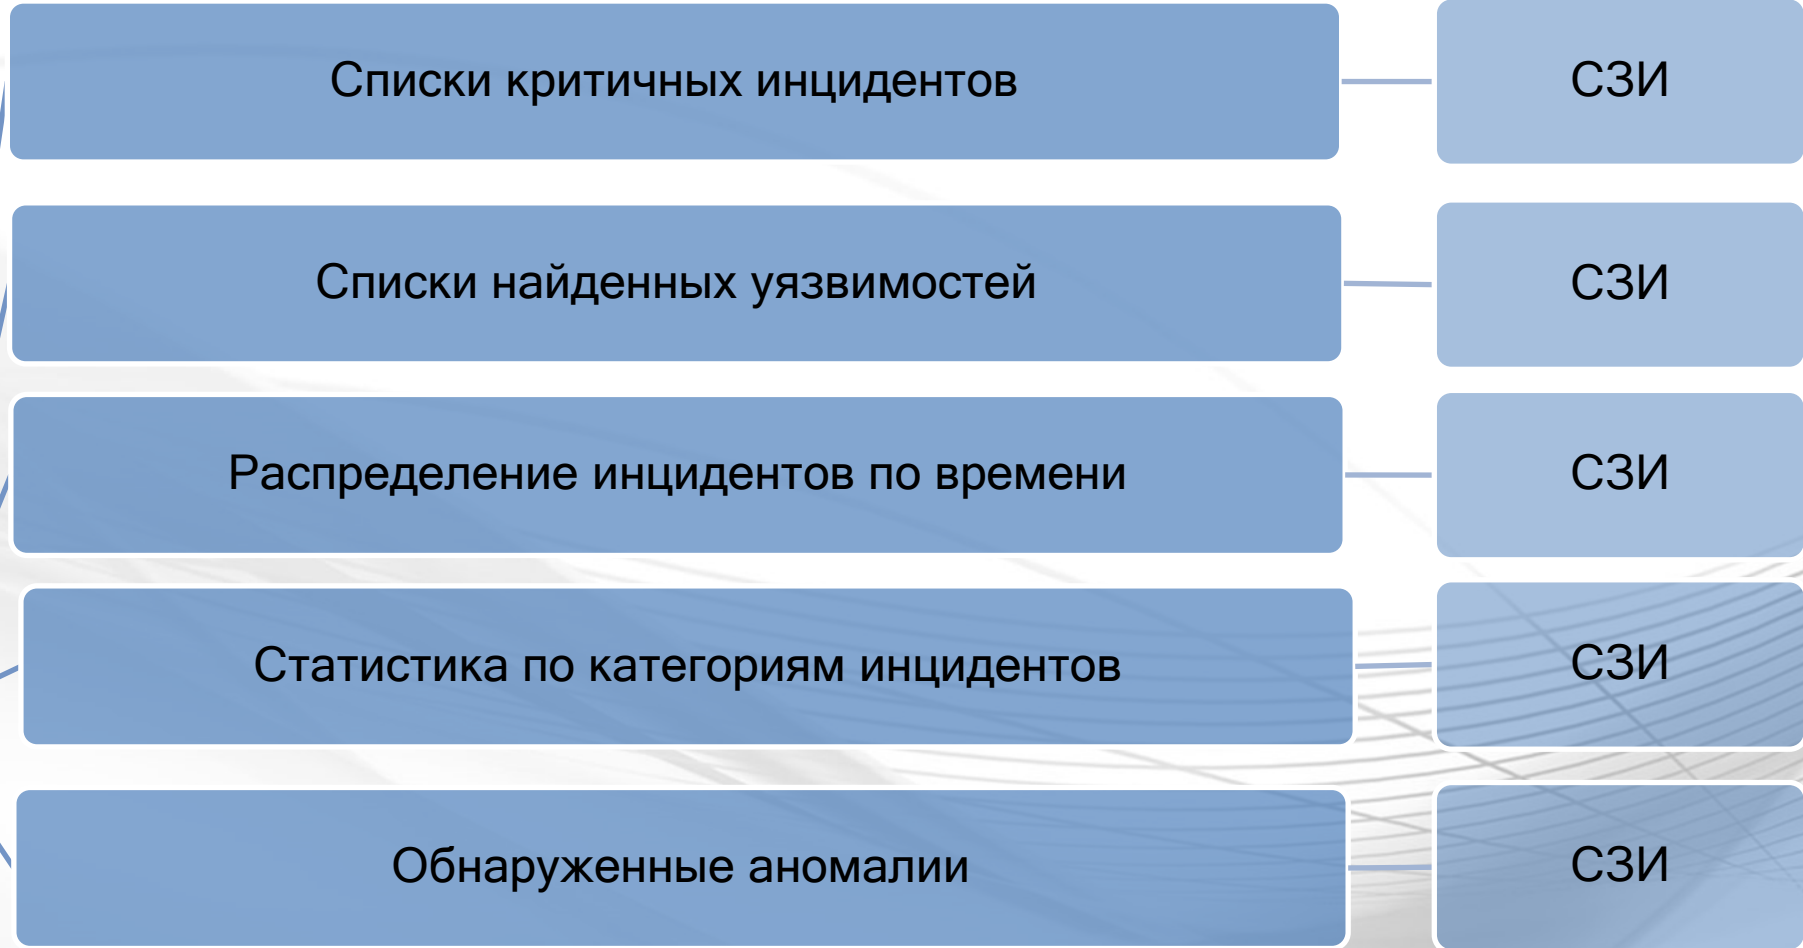 Списки критичных инцидентов
СЗИ
Списки найденных уязвимостей
СЗИ
Распределение инцидентов по времени
СЗИ
Статистика по категориям инцидентов
СЗИ
Обнаруженные аномалии
СЗИ